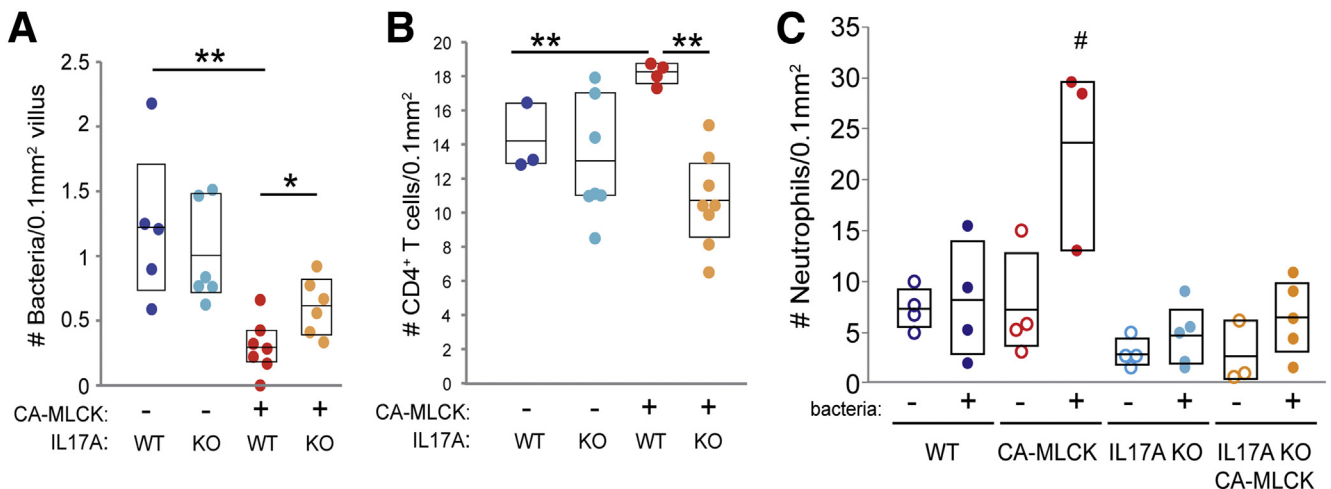 A
# Bacteria/0.1mm² villus
2.5
2
1.5
1
0.5
0
**
*
CA-MLCK: - - + +
IL17A: WT KO WT KO
B
# CD4⁺ T cells/0.1mm²
20
18
16
14
12
10
8
6
4
2
0
** **
CA-MLCK: - - + +
IL17A: WT KO WT KO
C
# Neutrophils/0.1mm²
35
30
25
20
15
10
5
0
#
bacteria: - + - + - + - +
WT CA-MLCK IL17A KO IL17A KO
CA-MLCK